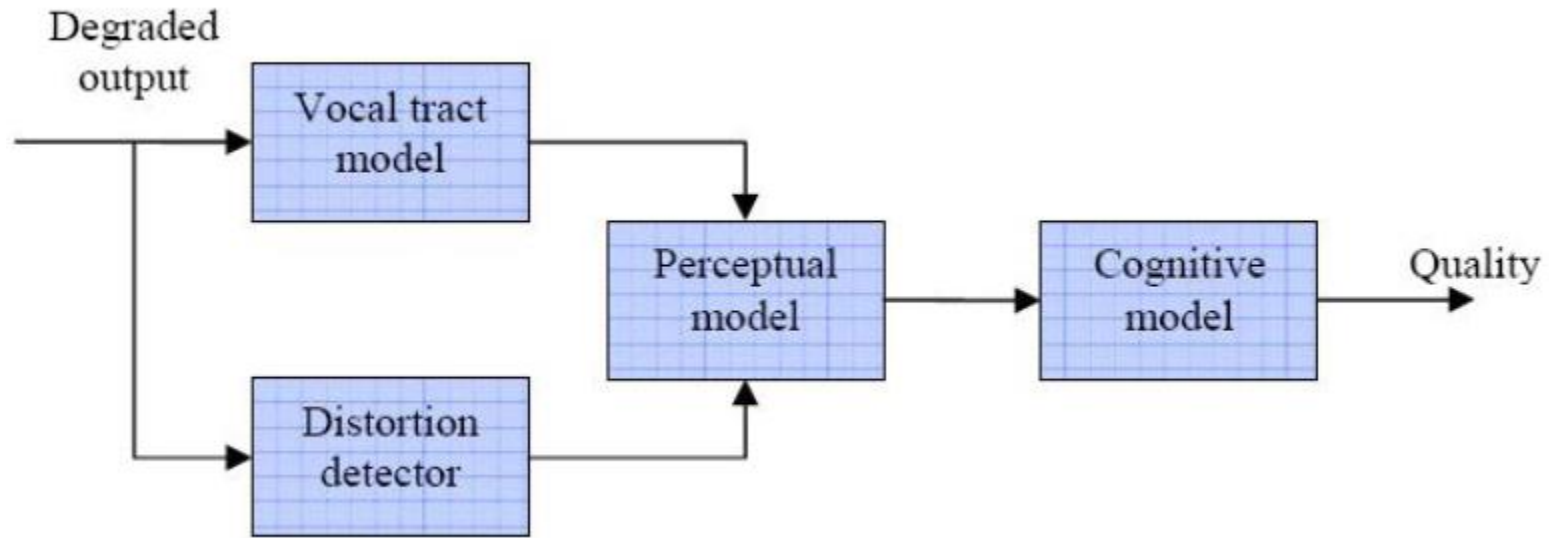 Degraded
output
Vocal tract
model
Perceptual
model
Cognitive
model
Quality
Distortion
detector